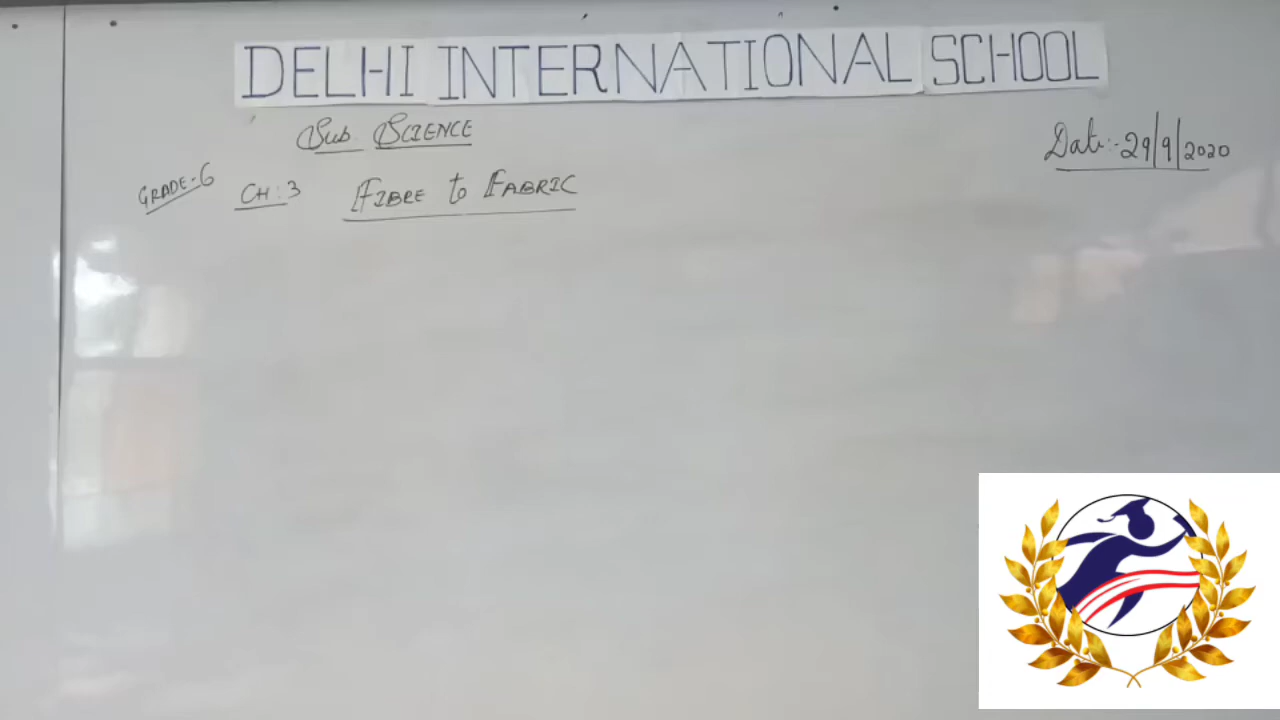 DELHI INTERNATIONAL SCHOOL
Sub. SCIENCE
Date:- 29/9/2020
GRADE-6 CH:3 FIBRE to FABRIC